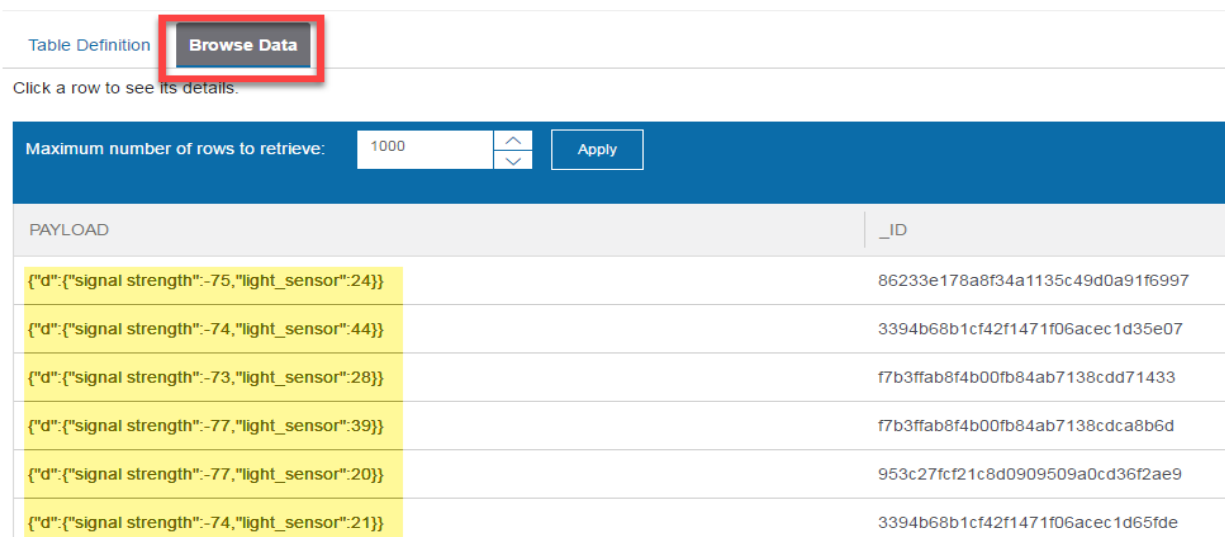 Table Definition Browse Data
Click a row to see its details.
Maximum number of rows to retrieve: 1000 Apply
PAYLOAD _ID
{"d":{"signal strength":-75,"light_sensor":24}} 86233e178a8f34a1135c49d0a91f6997
{"d":{"signal strength":-74,"light_sensor":44}} 3394b68b1cf42f1471f06acec1d35e07
{"d":{"signal strength":-73,"light_sensor":28}} f7b3ffab8f4b00fb84ab7138cdd71433
{"d":{"signal strength":-77,"light_sensor":39}} f7b3ffab8f4b00fb84ab7138cdca8b6d
{"d":{"signal strength":-77,"light_sensor":20}} 953c27fcf21c8d0909509a0cd36f2ae9
{"d":{"signal strength":-74,"light_sensor":21}} 3394b68b1cf42f1471f06acec1d65fde